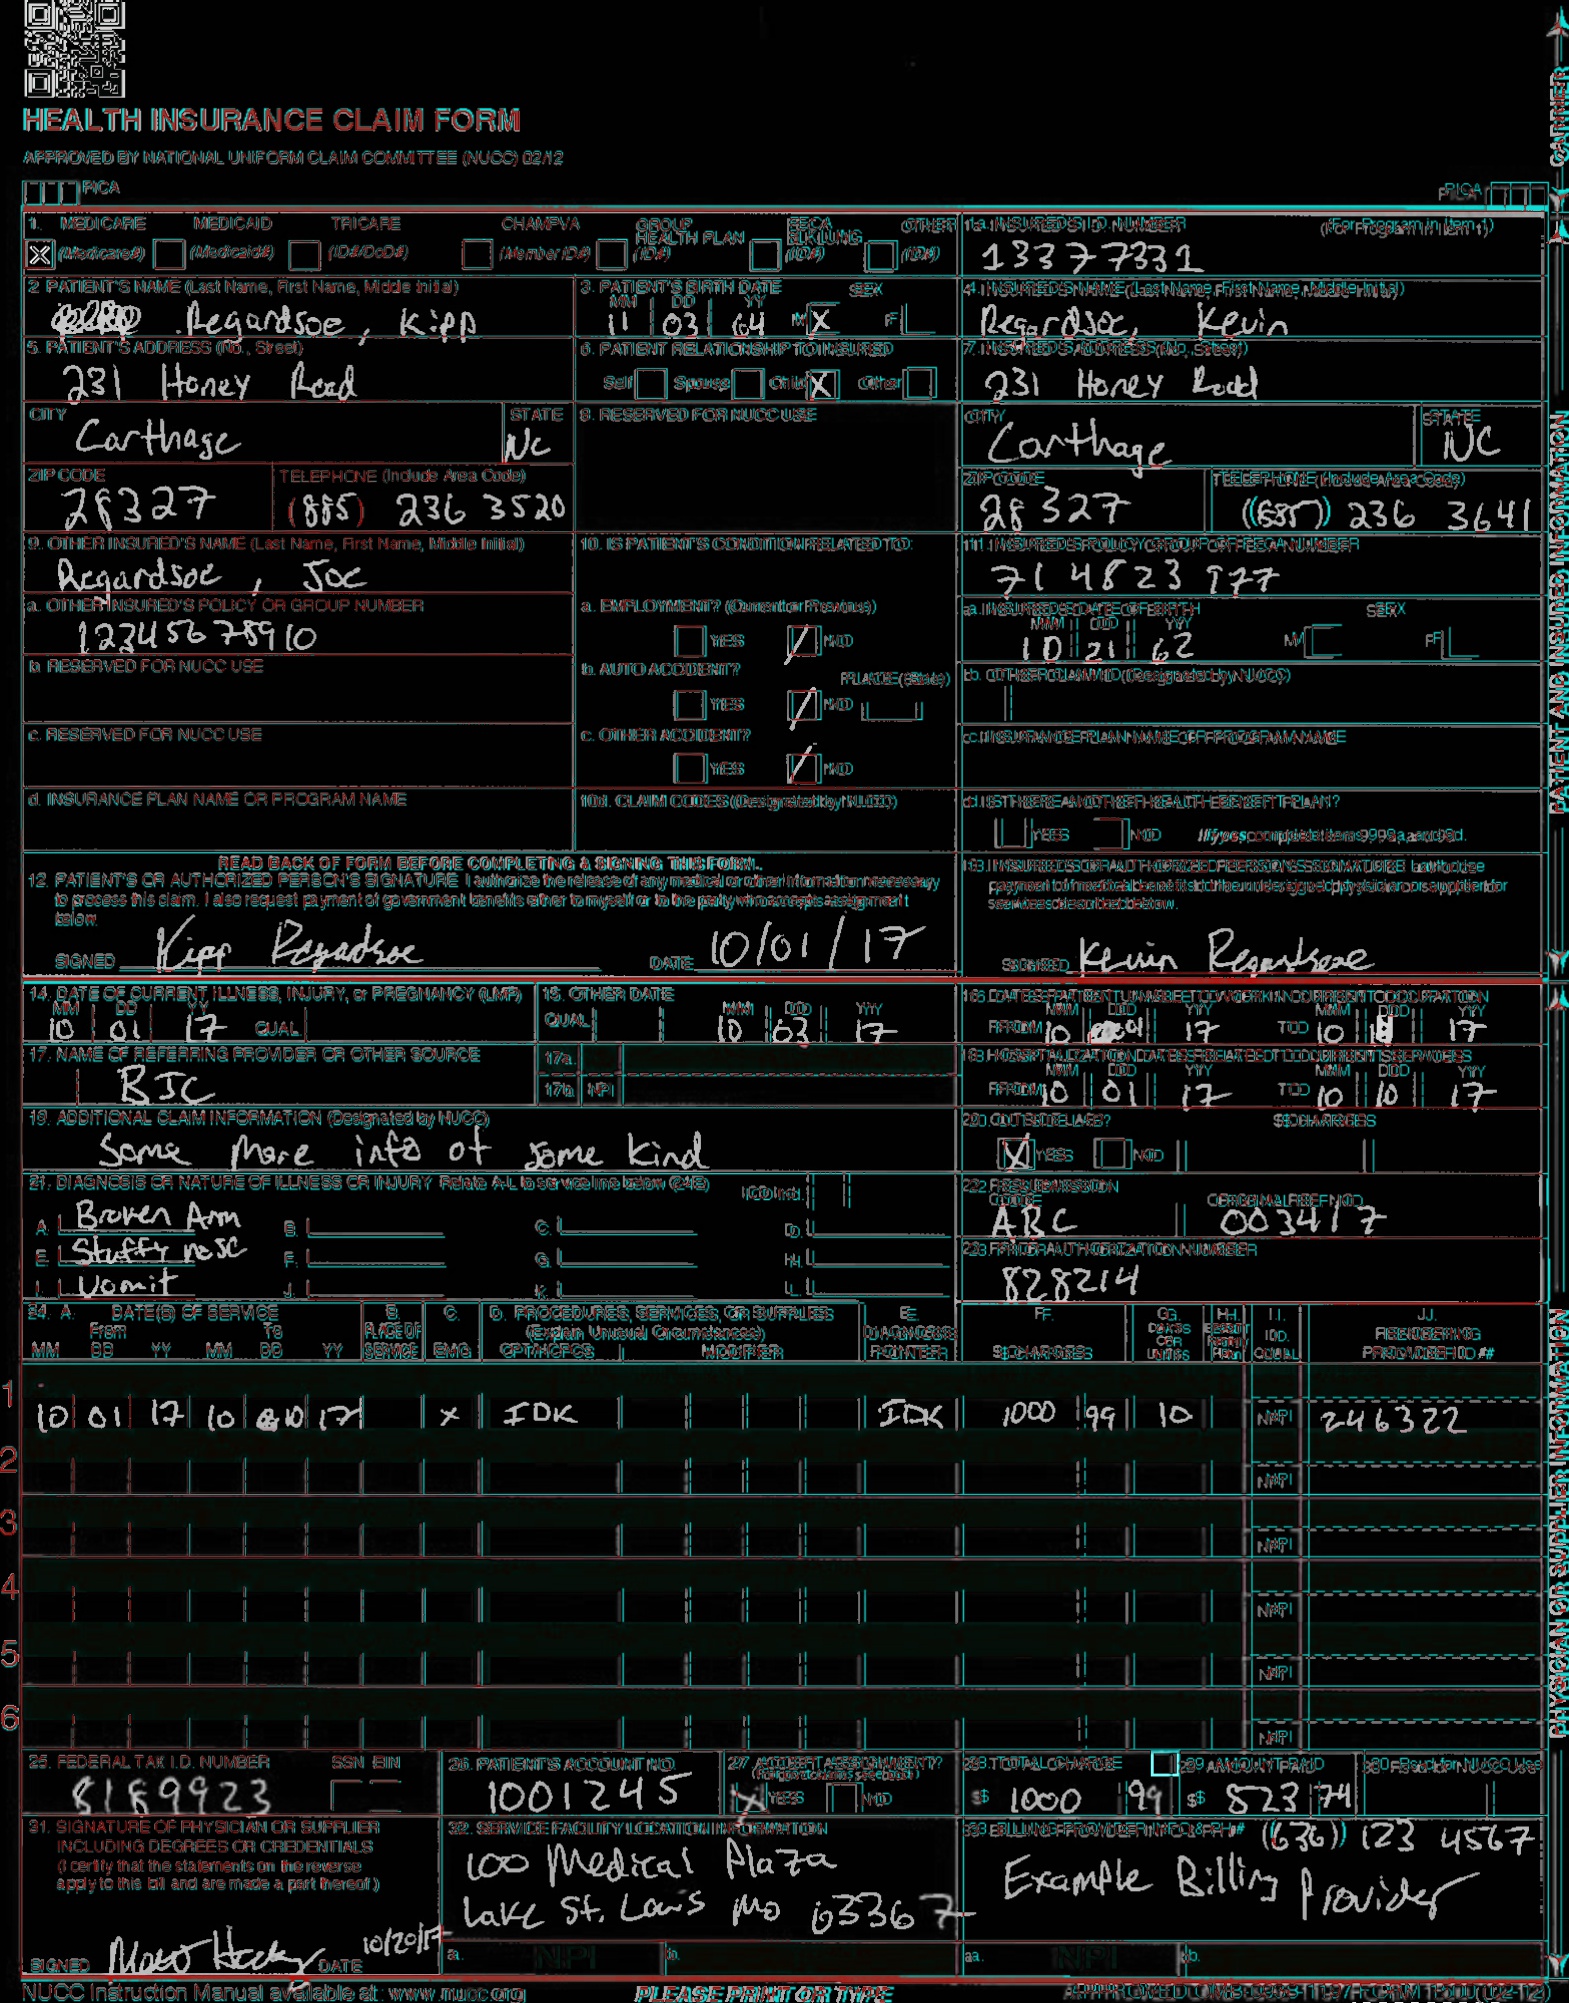 HEALTH INSURANCE CLAIM FORM
APPROVED BY NATIONAL UNIFORM CLAIM COMMITTEE (NUCC) 02/12
PICA
PICA
CARRIER
1. MEDICARE MEDICAID TRICARE CHAMPVA GROUP HEALTH PLAN FECA BLK LUNG OTHER
(Medicare#) (Medicaid#) (ID#/DoD#) (Member ID#) (ID#) (ID#) (ID#)
X
1a. INSURED'S I.D. NUMBER (For Program in Item 1)
13377331
2. PATIENT'S NAME (Last Name, First Name, Middle Initial)
Regardsoe, Kipp
3. PATIENT'S BIRTH DATE SEX
MM DD YY
11 03 64 M X F
4. INSURED'S NAME (Last Name, First Name, Middle Initial)
Regardsoe, Kevin
5. PATIENT'S ADDRESS (No., Street)
231 Honey Road
6. PATIENT RELATIONSHIP TO INSURED
Self Spouse Child X Other
7. INSURED'S ADDRESS (No., Street)
231 Honey Road
CITY STATE
Carthage NC
8. RESERVED FOR NUCC USE
CITY STATE
Carthage NC
ZIP CODE TELEPHONE (Include Area Code)
28327 (885) 236 3520
ZIP CODE TELEPHONE (Include Area Code)
28327 236 3641
9. OTHER INSURED'S NAME (Last Name, First Name, Middle Initial)
Regardsoe, Joe
10. IS PATIENT'S CONDITION RELATED TO:
11. INSURED'S POLICY GROUP OR FECA NUMBER
71 4823 977
a. OTHER INSURED'S POLICY OR GROUP NUMBER
12345678910
a. EMPLOYMENT? (Current or Previous)
YES NO
a. INSURED'S DATE OF BIRTH SEX
MM DD YY
10 21 62 M F
b. RESERVED FOR NUCC USE
b. AUTO ACCIDENT? PLACE (State)
YES NO
b. OTHER CLAIM ID (Designated by NUCC)
c. RESERVED FOR NUCC USE
c. OTHER ACCIDENT?
YES NO
c. INSURANCE PLAN NAME OR PROGRAM NAME
d. INSURANCE PLAN NAME OR PROGRAM NAME
10d. CLAIM CODES (Designated by NUCC)
d. IS THERE ANOTHER HEALTH BENEFIT PLAN?
YES NO If yes, complete items 9, 9a, and 9d.
PATIENT AND INSURED INFORMATION
READ BACK OF FORM BEFORE COMPLETING & SIGNING THIS FORM.
12. PATIENT'S OR AUTHORIZED PERSON'S SIGNATURE I authorize the release of any medical or other information necessary
to process this claim. I also request payment of government benefits either to myself or to the party who accepts assignment
below.
SIGNED Kipp Regardsoe DATE 10/01/17
13. INSURED'S OR AUTHORIZED PERSON'S SIGNATURE I authorize
payment of medical benefits to the undersigned physician or supplier for
services described below.
SIGNED Kevin Regardsoe
14. DATE OF CURRENT ILLNESS, INJURY, or PREGNANCY (LMP)
MM DD YY
10 01 17 QUAL.
15. OTHER DATE
QUAL. MM DD YY
10 03 17
16. DATES PATIENT UNABLE TO WORK IN CURRENT OCCUPATION
MM DD YY MM DD YY
FROM 10 01 17 TO 10 17
17. NAME OF REFERRING PROVIDER OR OTHER SOURCE
BJC
17a.
17b. NPI
18. HOSPITALIZATION DATES RELATED TO CURRENT SERVICES
MM DD YY MM DD YY
FROM 10 01 17 TO 10 10 17
19. ADDITIONAL CLAIM INFORMATION (Designated by NUCC)
Some more info of some kind
20. OUTSIDE LAB? $ CHARGES
X YES NO
21. DIAGNOSIS OR NATURE OF ILLNESS OR INJURY Relate A-L to service line below (24E) ICD Ind.
A. Broken Arm B. C. D.
E. Stuffy nose F. G. H.
I. Vomit J. K. L.
22. RESUBMISSION CODE ORIGINAL REF. NO.
ABC 003417
23. PRIOR AUTHORIZATION NUMBER
828214
24. A. DATE(S) OF SERVICE B. C. D. PROCEDURES, SERVICES, OR SUPPLIES E. F. G. H. I. J.
From To PLACE OF (Explain Unusual Circumstances) DIAGNOSIS DAYS OR EPSDT Family ID. RENDERING
MM DD YY MM DD YY SERVICE EMG CPT/HCPCS MODIFIER POINTER $ CHARGES UNITS Plan QUAL. PROVIDER ID. #
1 10 01 17 10 10 17 X IDK IDK 1000 99 10 NPI 246322
2 NPI
3 NPI
4 NPI
5 NPI
6 NPI
PHYSICIAN OR SUPPLIER INFORMATION
25. FEDERAL TAX I.D. NUMBER SSN EIN
8189923
26. PATIENT'S ACCOUNT NO.
1001245
27. ACCEPT ASSIGNMENT?
(For govt. claims, see back)
X YES NO
28. TOTAL CHARGE
$ 1000 99
29. AMOUNT PAID
$ 823 74
30. Rsvd for NUCC Use
31. SIGNATURE OF PHYSICIAN OR SUPPLIER
INCLUDING DEGREES OR CREDENTIALS
(I certify that the statements on the reverse
apply to this bill and are made a part thereof.)
SIGNED 10/20/17 DATE
32. SERVICE FACILITY LOCATION INFORMATION
100 Medical Plaza
Lake St. Louis MO 63367
a. NPI b.
33. BILLING PROVIDER INFO & PH # (636) 123 4567
Example Billing Provider
a. NPI b.
NUCC Instruction Manual available at: www.nucc.org
PLEASE PRINT OR TYPE
APPROVED OMB-0938-1197 FORM 1500 (02-12)